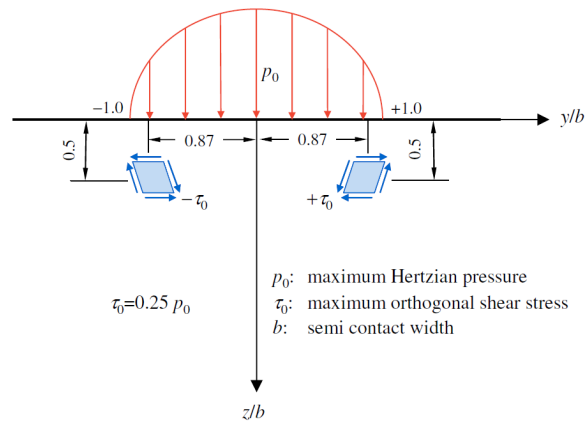 p₀
−1.0
+1.0
y/b
0.5
0.87
0.87
0.5
−τ₀
+τ₀
p₀: maximum Hertzian pressure
τ₀=0.25 p₀
τ₀: maximum orthogonal shear stress
b: semi contact width
z/b